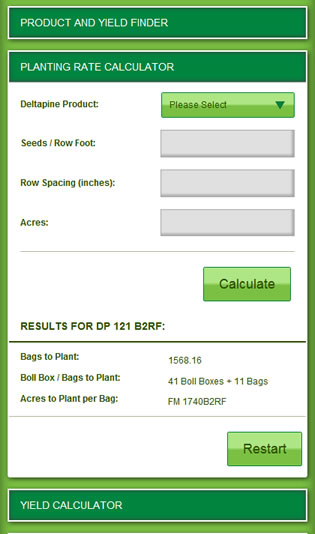 PRODUCT AND YIELD FINDER
PLANTING RATE CALCULATOR
Deltapine Product: Please Select
Seeds / Row Foot:
Row Spacing (inches):
Acres:
Calculate
RESULTS FOR DP 121 B2RF:
Bags to Plant: 1568.16
Boll Box / Bags to Plant: 41 Boll Boxes + 11 Bags
Acres to Plant per Bag: FM 1740B2RF
Restart
YIELD CALCULATOR